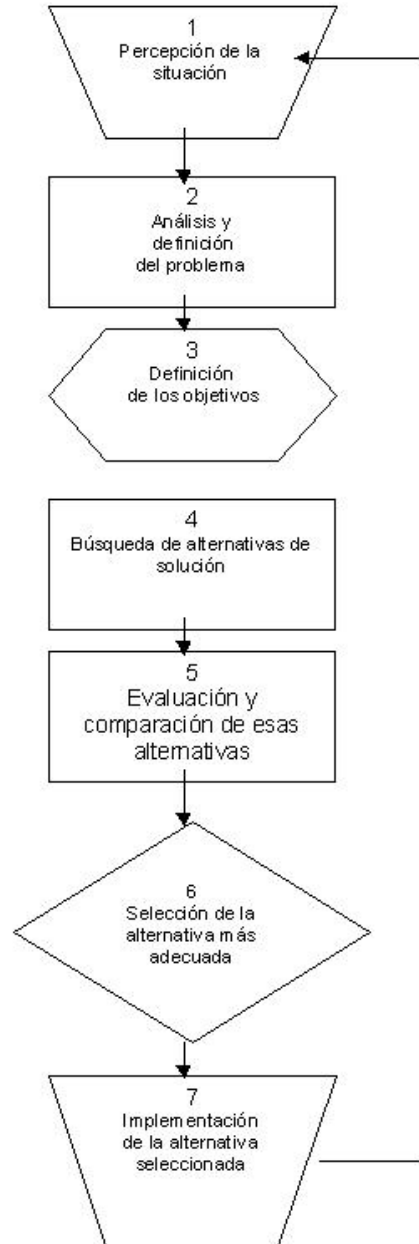 1
Percepción de la
situación
2
Análisis y
definición
del problema
3
Definición
de los objetivos
4
Búsqueda de alternativas de
solución
5
Evaluación y
comparación de esas
alternativas
6
Selección de la
alternativa más
adecuada
7
Implementación
de la alternativa
seleccionada